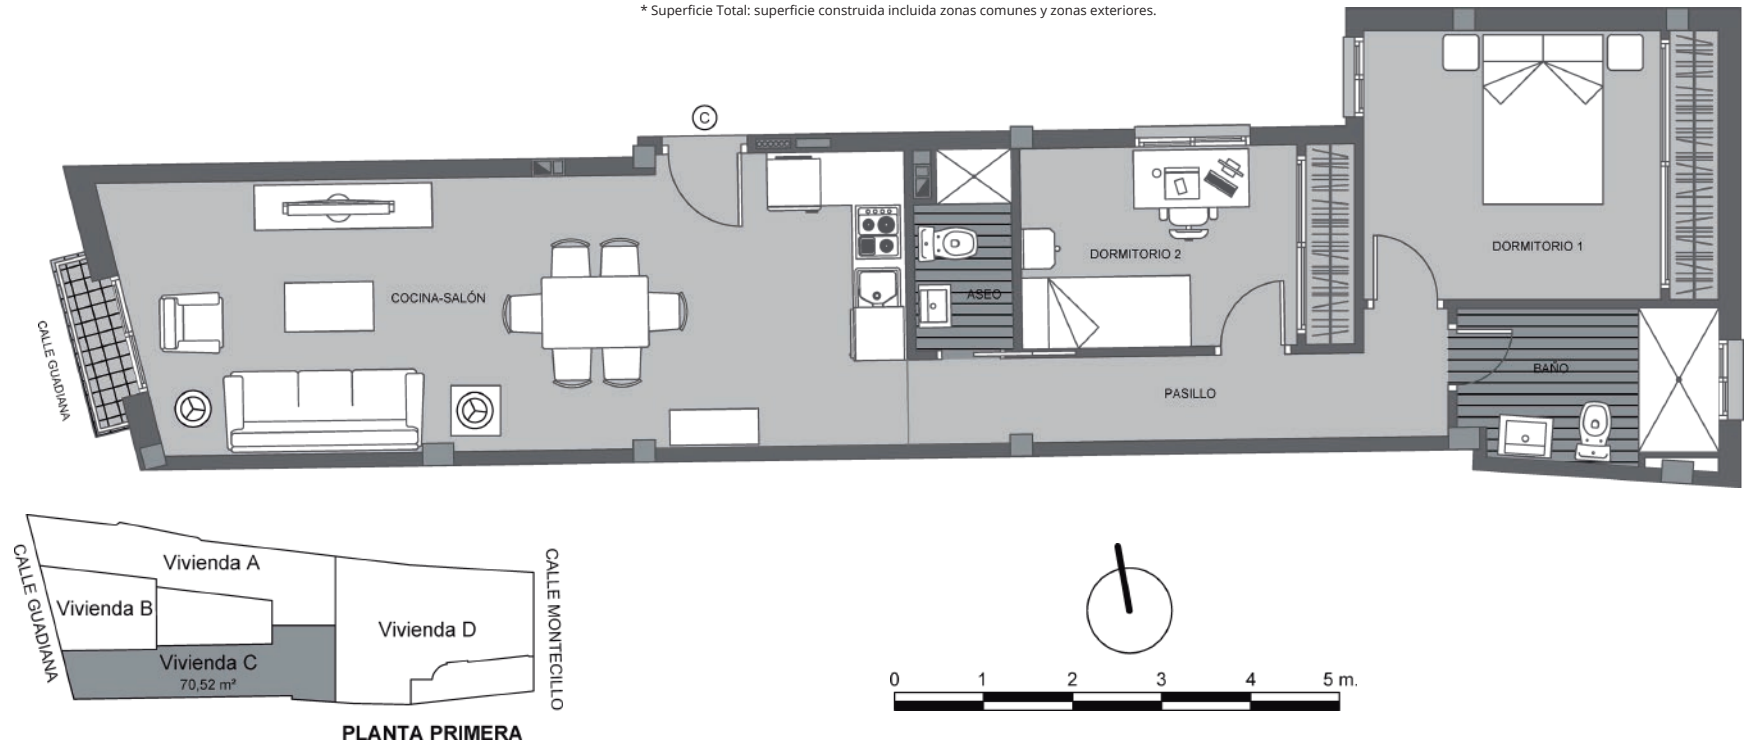 * Superficie Total: superficie construida incluida zonas comunes y zonas exteriores.
C
DORMITORIO 1
DORMITORIO 2
COCINA-SALÓN
ASEO
CALLE GUADIANA
BAÑO
PASILLO
CALLE GUADIANA
Vivienda A
Vivienda B
Vivienda C
70,52 m²
Vivienda D
CALLE MONTECILLO
PLANTA PRIMERA
0 1 2 3 4 5 m.